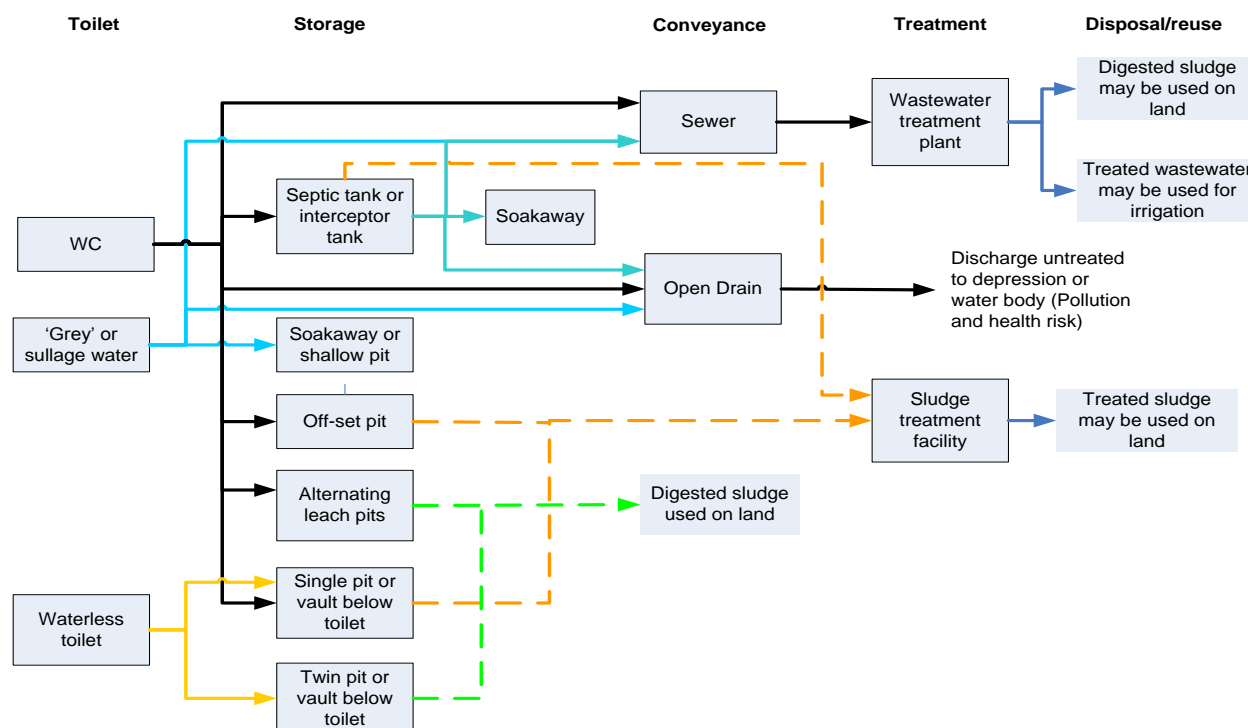 Toilet
Storage
Conveyance
Treatment
Disposal/reuse
Digested sludge
may be used on
land
Sewer
Wastewater
treatment
plant
Treated wastewater
may be used for
irrigation
Septic tank or
interceptor
tank
Soakaway
WC
Open Drain
Discharge untreated
to depression or
water body (Pollution
and health risk)
‘Grey’ or
sullage water
Soakaway or
shallow pit
Off-set pit
Sludge
treatment
facility
Treated sludge
may be used on
land
Alternating
leach pits
Digested sludge
used on land
Single pit or
vault below
toilet
Waterless
toilet
Twin pit or
vault below
toilet